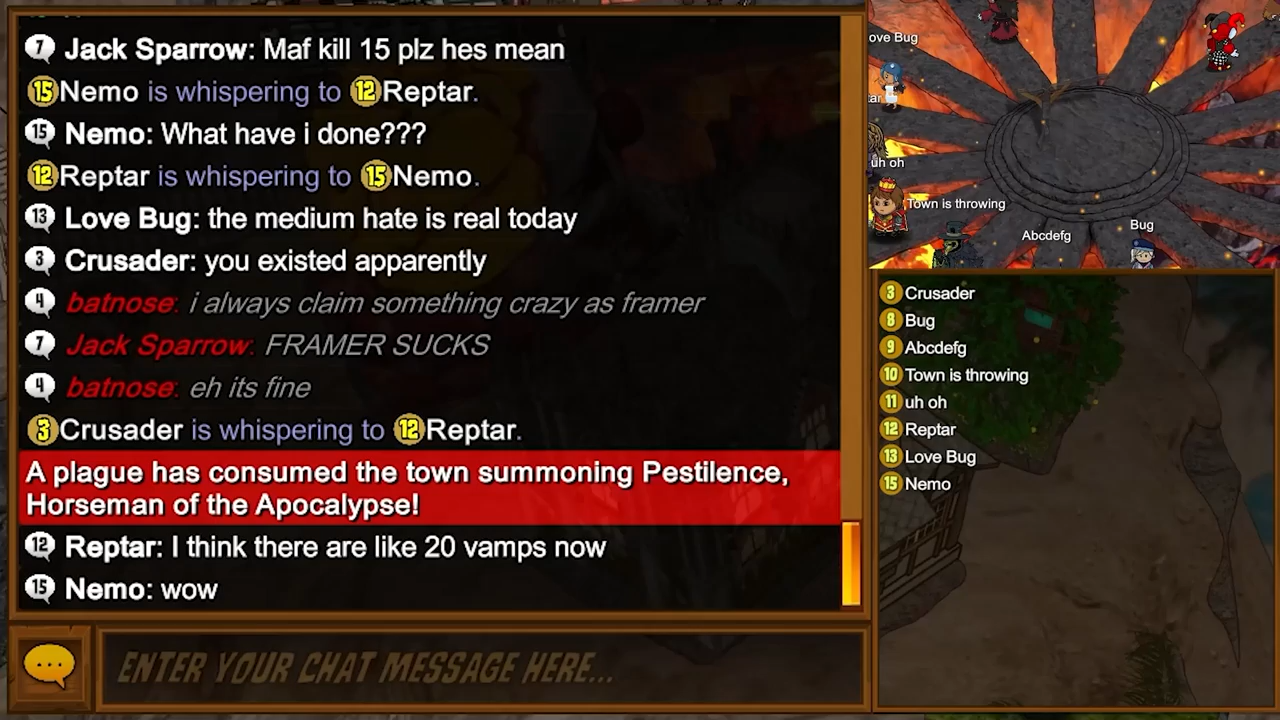 7 Jack Sparrow: Maf kill 15 plz hes mean
15 Nemo is whispering to 12 Reptar.
15 Nemo: What have i done???
12 Reptar is whispering to 15 Nemo.
13 Love Bug: the medium hate is real today
3 Crusader: you existed apparently
4 batnose: i always claim something crazy as framer
7 Jack Sparrow: FRAMER SUCKS
4 batnose: eh its fine
3 Crusader is whispering to 12 Reptar.
A plague has consumed the town summoning Pestilence,
Horseman of the Apocalypse!
12 Reptar: I think there are like 20 vamps now
15 Nemo: wow
ENTER YOUR CHAT MESSAGE HERE...
ove Bug
tar
uh oh
Town is throwing
Abcdefg
Bug
3 Crusader
8 Bug
9 Abcdefg
10 Town is throwing
11 uh oh
12 Reptar
13 Love Bug
15 Nemo